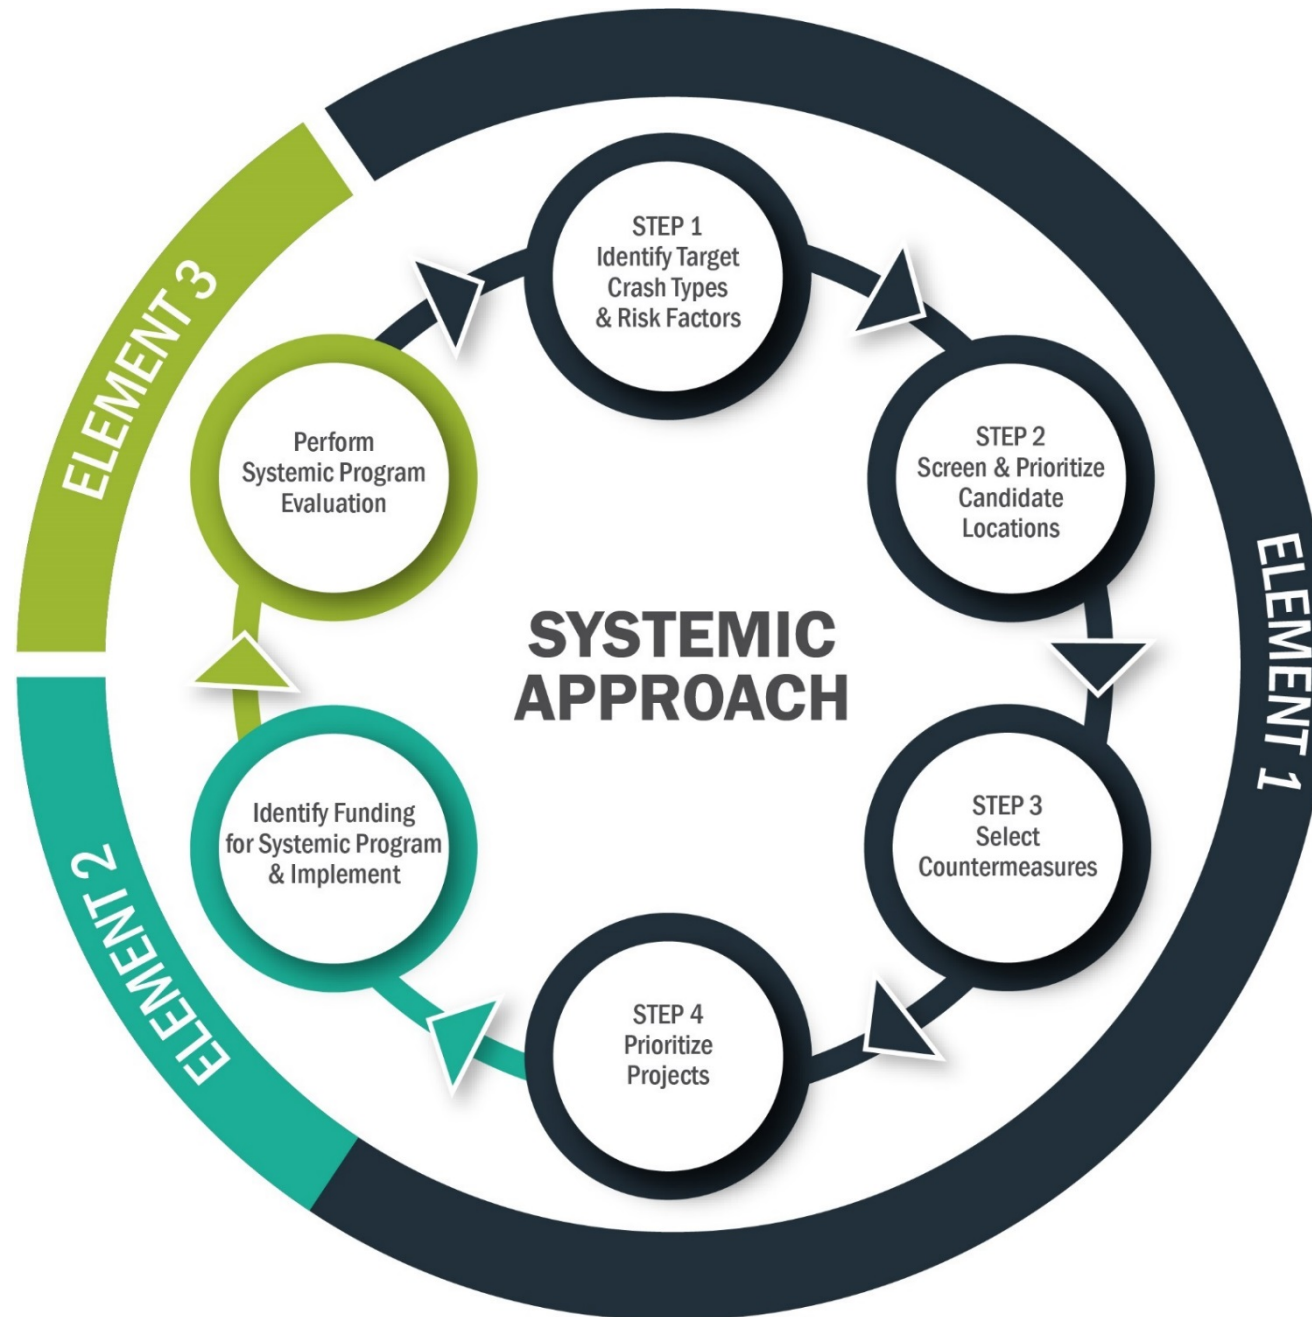 STEP 1
Identify Target
Crash Types
& Risk Factors
STEP 2
Screen & Prioritize
Candidate
Locations
STEP 3
Select
Countermeasures
STEP 4
Prioritize
Projects
Identify Funding
for Systemic Program
& Implement
Perform
Systemic Program
Evaluation
SYSTEMIC
APPROACH
ELEMENT 1
ELEMENT 2
ELEMENT 3